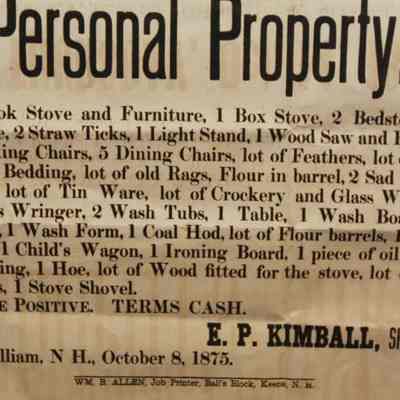 Personal Property.
ok Stove and Furniture, 1 Box Stove, 2 Bedst
e, 2 Straw Ticks, 1 Light Stand, 1 Wood Saw and
ing Chairs, 5 Dining Chairs, lot of Feathers, lot
Bedding, lot of old Rags, Flour in barrel, 2 Sad
lot of Tin Ware, lot of Crockery and Glass W
s Wringer, 2 Wash Tubs, 1 Table, 1 Wash Boa
, 1 Wash Form, 1 Coal Hod, lot of Flour barrels, 1
1 Child's Wagon, 1 Ironing Board, 1 piece of oil
ing, 1 Hoe, lot of Wood fitted for the stove, lot
s, 1 Stove Shovel.
E POSITIVE. TERMS CASH.
E. P. KIMBALL, S
lliam, N H., October 8, 1875.
WM. B. ALLEN, Job Printer, Ball's Block, Keene, N. H.